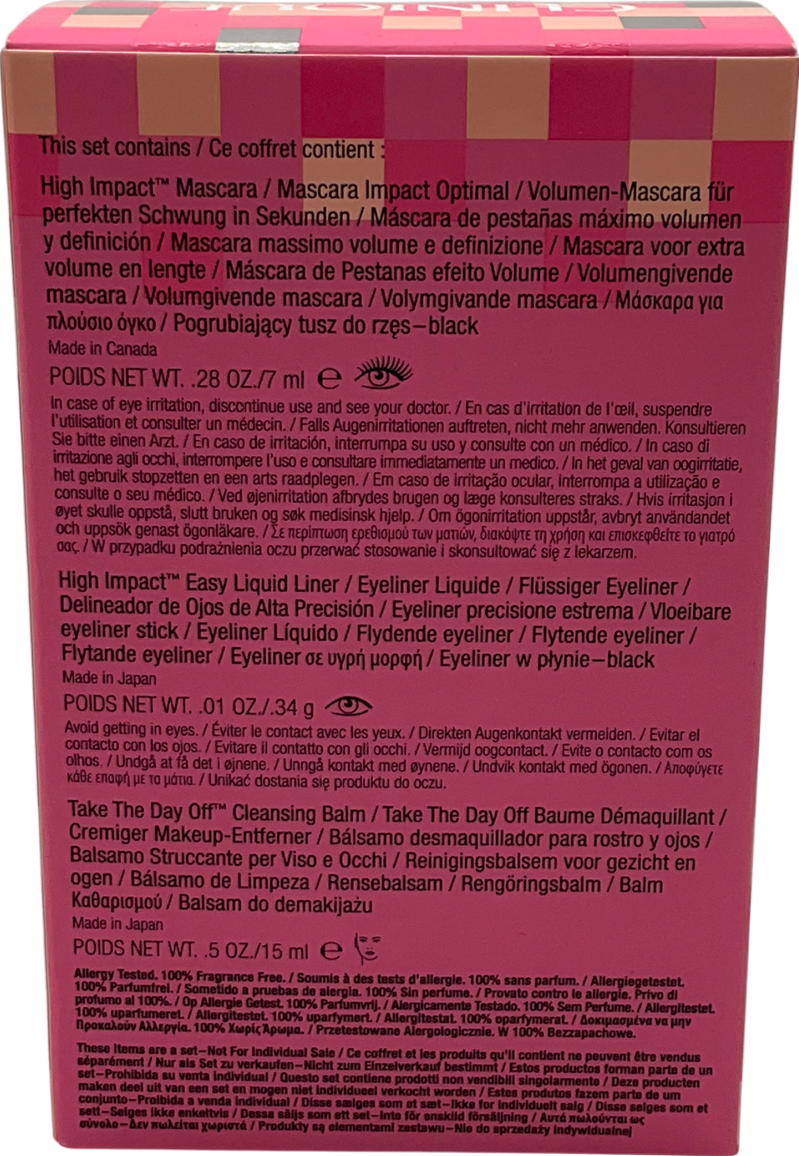 CLINIQUE
This set contains / Ce coffret contient :
High Impact™ Mascara / Mascara Impact Optimal / Volumen-Mascara für
perfekten Schwung in Sekunden / Máscara de pestañas máximo volumen
y definición / Mascara massimo volume e definizione / Mascara voor extra
volume en lengte / Máscara de Pestanas efeito Volume / Volumengivende
mascara / Volumgivende mascara / Volymgivande mascara / Μάσκαρα για
πλούσιο όγκο / Pogrubiający tusz do rzęs–black
Made in Canada
POIDS NET WT. .28 OZ./7 ml ℮
In case of eye irritation, discontinue use and see your doctor. / En cas d'irritation de l'œil, suspendre
l'utilisation et consulter un médecin. / Falls Augenirritationen auftreten, nicht mehr anwenden. Konsultieren
Sie bitte einen Arzt. / En caso de irritación, interrumpa su uso y consulte con un médico. / In caso di
irritazione agli occhi, interrompere l'uso e consultare immediatamente un medico. / In het geval van oogirritatie,
het gebruik stopzetten en een arts raadplegen. / Em caso de irritação ocular, interrompa a utilização e
consulte o seu médico. / Ved øjenirritation afbrydes brugen og læge konsulteres straks. / Hvis irritasjon i
øyet skulle oppstå, slutt bruken og søk medisinsk hjelp. / Om ögonirritation uppstår, avbryt användandet
och uppsök genast ögonläkare. / Σε περίπτωση ερεθισμού των ματιών, διακόψτε τη χρήση και επισκεφθείτε το γιατρό
σας. / W przypadku podrażnienia oczu przerwać stosowanie i skonsultować się z lekarzem.
High Impact™ Easy Liquid Liner / Eyeliner Liquide / Flüssiger Eyeliner /
Delineador de Ojos de Alta Precisión / Eyeliner precisione estrema / Vloeibare
eyeliner stick / Eyeliner Líquido / Flydende eyeliner / Flytende eyeliner /
Flytande eyeliner / Eyeliner σε υγρή μορφή / Eyeliner w płynie–black
Made in Japan
POIDS NET WT. .01 OZ./.34 g
Avoid getting in eyes. / Éviter le contact avec les yeux. / Direkten Augenkontakt vermeiden. / Evitar el
contacto con los ojos. / Evitare il contatto con gli occhi. / Vermijd oogcontact. / Evite o contacto com os
olhos. / Undgå at få det i øjnene. / Unngå kontakt med øynene. / Undvik kontakt med ögonen. / Αποφύγετε
κάθε επαφή με τα μάτια. / Unikać dostania się produktu do oczu.
Take The Day Off™ Cleansing Balm / Take The Day Off Baume Démaquillant /
Cremiger Makeup-Entferner / Bálsamo desmaquillador para rostro y ojos /
Balsamo Struccante per Viso e Occhi / Reinigingsbalsem voor gezicht en
ogen / Bálsamo de Limpeza / Rensebalsam / Rengöringsbalm / Balm
Καθαρισμού / Balsam do demakijażu
Made in Japan
POIDS NET WT. .5 OZ./15 ml ℮
Allergy Tested. 100% Fragrance Free. / Soumis à des tests d'allergie. 100% sans parfum. / Allergiegetestet.
100% Parfumfrei. / Sometido a pruebas de alergia. 100% Sin perfume. / Provato contro le allergie. Privo di
profumo al 100%. / Op Allergie Getest. 100% Parfumvrij. / Alergicamente Testado. 100% Sem Perfume. / Allergitestet.
100% uparfumeret. / Allergitestet. 100% uparfymert. / Allergitestat. 100% oparfymerat. / Δοκιμασμένα να μην
Προκαλούν Αλλεργία. 100% Χωρίς Άρωμα. / Przetestowane Alergologicznie. W 100% Bezzapachowe.
These items are a set–Not For Individual Sale / Ce coffret et les produits qu'il contient ne peuvent être vendus
séparément / Nur als Set zu verkaufen–Nicht zum Einzelverkauf bestimmt / Estos productos forman parte de un
set–Prohibida su venta individual / Questo set contiene prodotti non vendibili singolarmente / Deze producten
maken deel uit van een set en mogen niet individueel verkocht worden / Estes produtos fazem parte de um
conjunto–Proibida a venda individual / Disse sælges som et sæt–Ikke for individuelt salg / Disse selges som et
sett–Selges ikke enkeltvis / Dessa säljs som ett set–Inte för enskild försäljning / Αυτά πωλούνται ως
σύνολο–Δεν πωλείται χωριστά / Produkty są elementami zestawu–Nie do sprzedaży indywidualnej